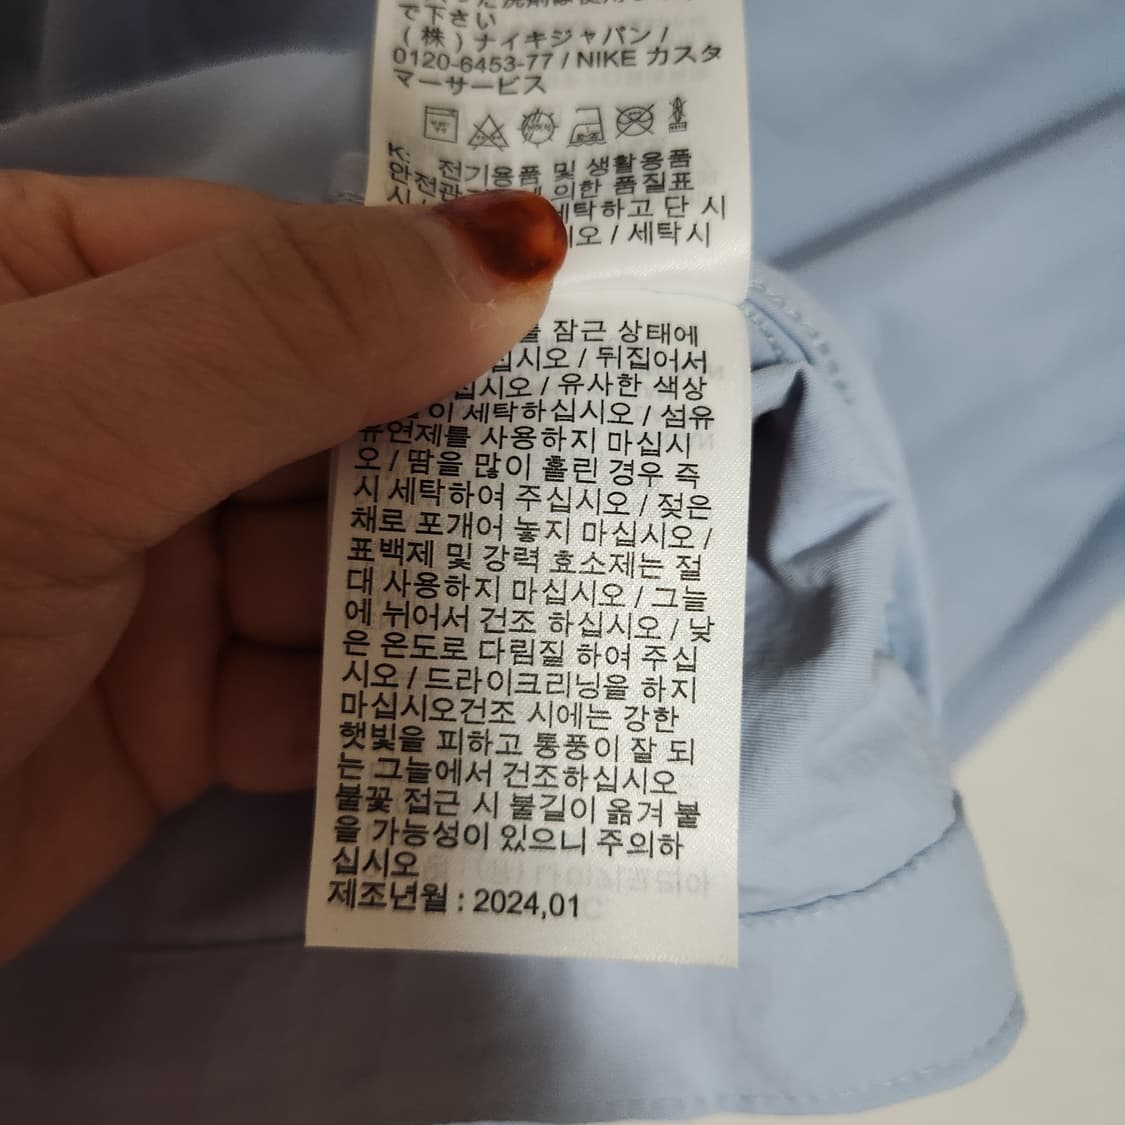 で下さい
(株)ナイキジャパン /
0120-6453-77 / NIKE カスタ
マーサービス
K: 전기용품 및 생활용품
의한 품질표
세탁하고 단 시
오 / 세탁시
잠근 상태에
십시오 / 뒤집어서
십시오 / 유사한 색상
이 세탁하십시오 / 섬유
유연제를 사용하지 마십시
오 / 땀을 많이 흘린 경우 즉
시 세탁하여 주십시오 / 젖은
채로 포개어 놓지 마십시오 /
표백제 및 강력 효소제는 절
대 사용하지 마십시오 / 그늘
에 뉘어서 건조 하십시오 / 낮
은 온도로 다림질 하여 주십
시오 / 드라이크리닝을 하지
마십시오건조 시에는 강한
햇빛을 피하고 통풍이 잘 되
는 그늘에서 건조하십시오
불꽃 접근 시 불길이 옮겨 붙
을 가능성이 있으니 주의하
십시오
제조년월 : 2024,01